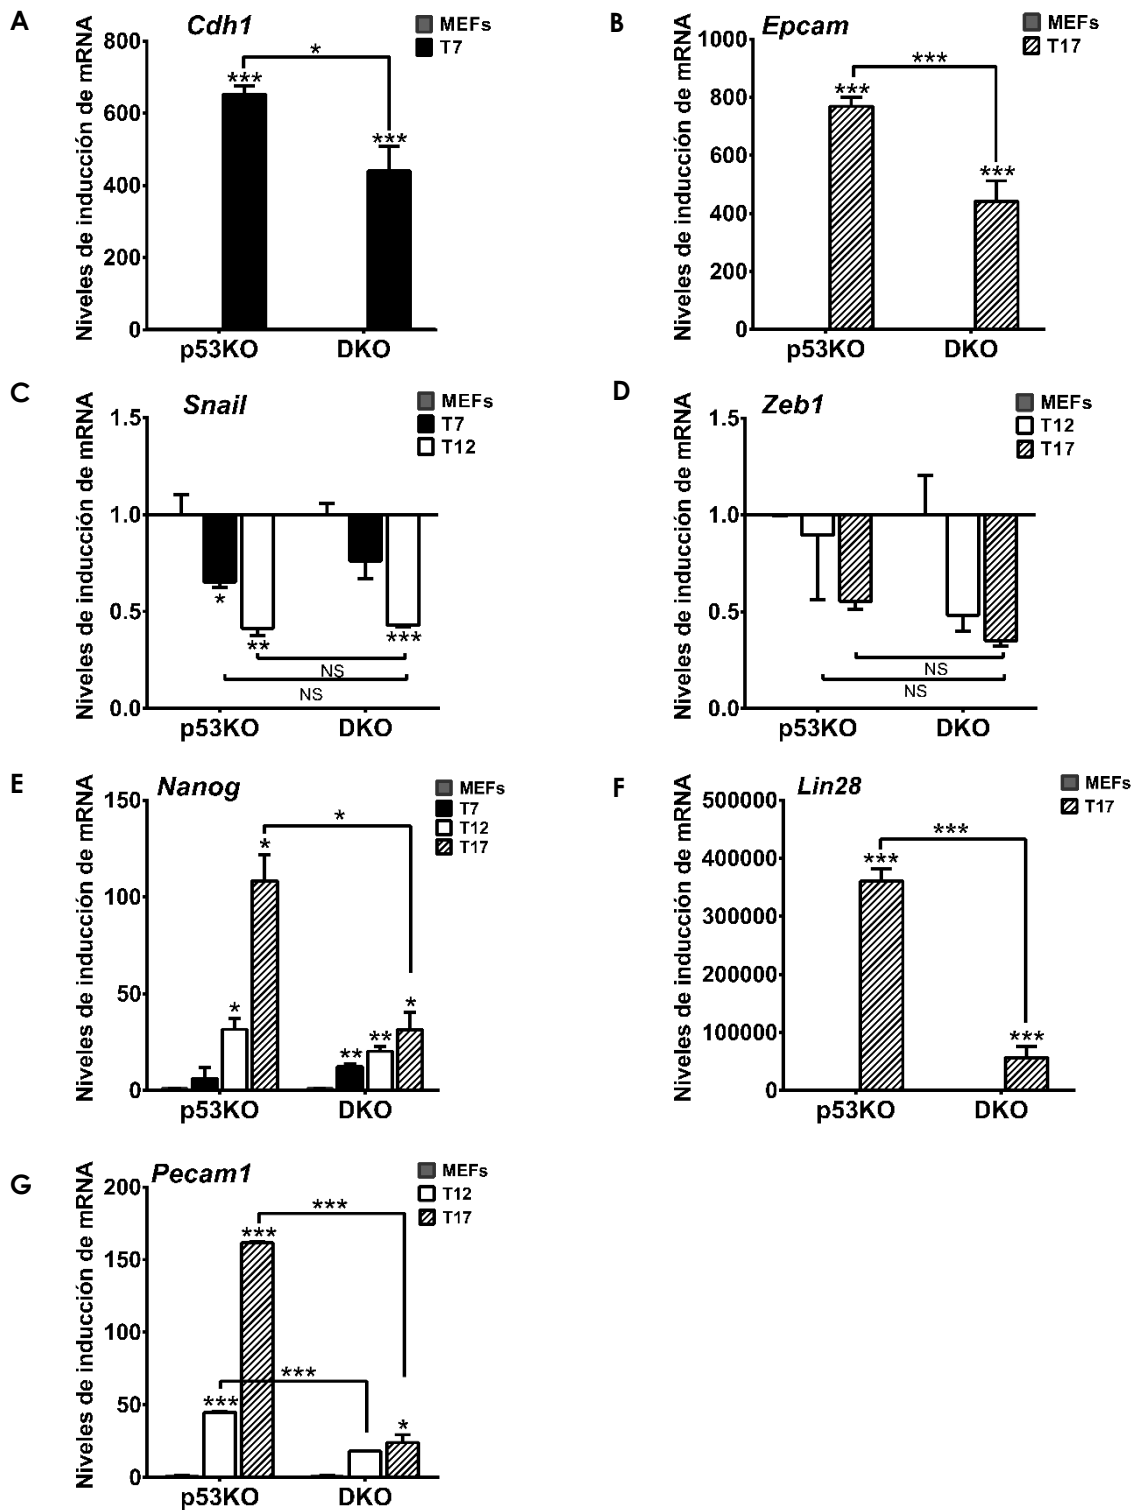 A
Cdh1
MEFs
T7
Niveles de inducción de mRNA
800
600
400
200
0
*
***
***
p53KO
DKO
B
Epcam
MEFs
T17
Niveles de inducción de mRNA
1000
800
600
400
200
0
***
***
***
p53KO
DKO
C
Snail
MEFs
T7
T12
Niveles de inducción de mRNA
1.5
1.0
0.5
0.0
*
**
***
NS
NS
p53KO
DKO
D
Zeb1
MEFs
T12
T17
Niveles de inducción de mRNA
1.5
1.0
0.5
0.0
NS
NS
p53KO
DKO
E
Nanog
MEFs
T7
T12
T17
Niveles de inducción de mRNA
150
100
50
0
*
*
*
**
**
*
p53KO
DKO
F
Lin28
MEFs
T17
Niveles de inducción de mRNA
500000
400000
300000
200000
100000
0
***
***
***
p53KO
DKO
G
Pecam1
MEFs
T12
T17
Niveles de inducción de mRNA
200
150
100
50
0
***
***
***
***
*
p53KO
DKO